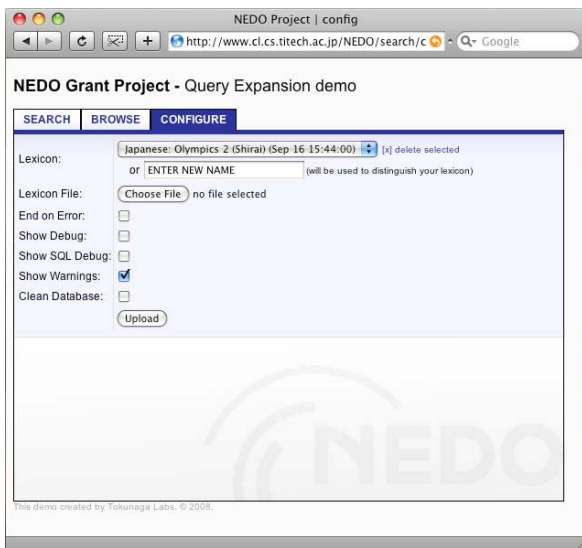 NEDO Project | config
http://www.cl.cs.titech.ac.jp/NEDO/search/c
Google
NEDO Grant Project - Query Expansion demo
SEARCH BROWSE CONFIGURE
Lexicon: Japanese: Olympics 2 (Shirai) (Sep 16 15:44:00) [x] delete selected
or ENTER NEW NAME (will be used to distinguish your lexicon)
Lexicon File: Choose File no file selected
End on Error:
Show Debug:
Show SQL Debug:
Show Warnings:
Clean Database:
Upload
NEDO
This demo created by Tokunaga Labs. © 2008.